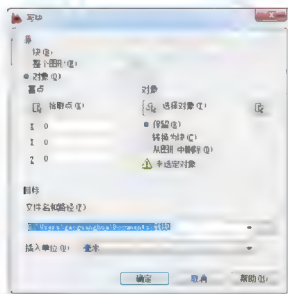 写块
源
块(B):
整个图形(E)
对象(O)
基点
拾取点(K)
X 0
Y 0
Z 0
对象
选择对象(T)
保留(R)
转换为块(C)
从图形中删除(D)
未选定对象
目标
文件名和路径(F):
插入单位(U): 毫米
确定 取消 帮助(H)